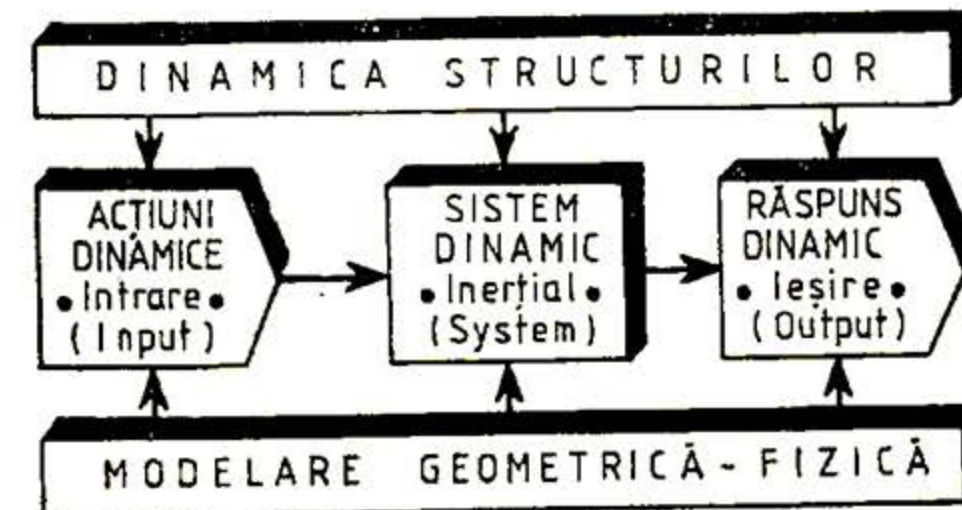 DINAMICA STRUCTURILOR
ACȚIUNI
DINAMICE
• Intrare •
(Input)
SISTEM
DINAMIC
• Inerțial •
(System)
RĂSPUNS
DINAMIC
• Ieșire •
(Output)
MODELARE GEOMETRICĂ-FIZICĂ